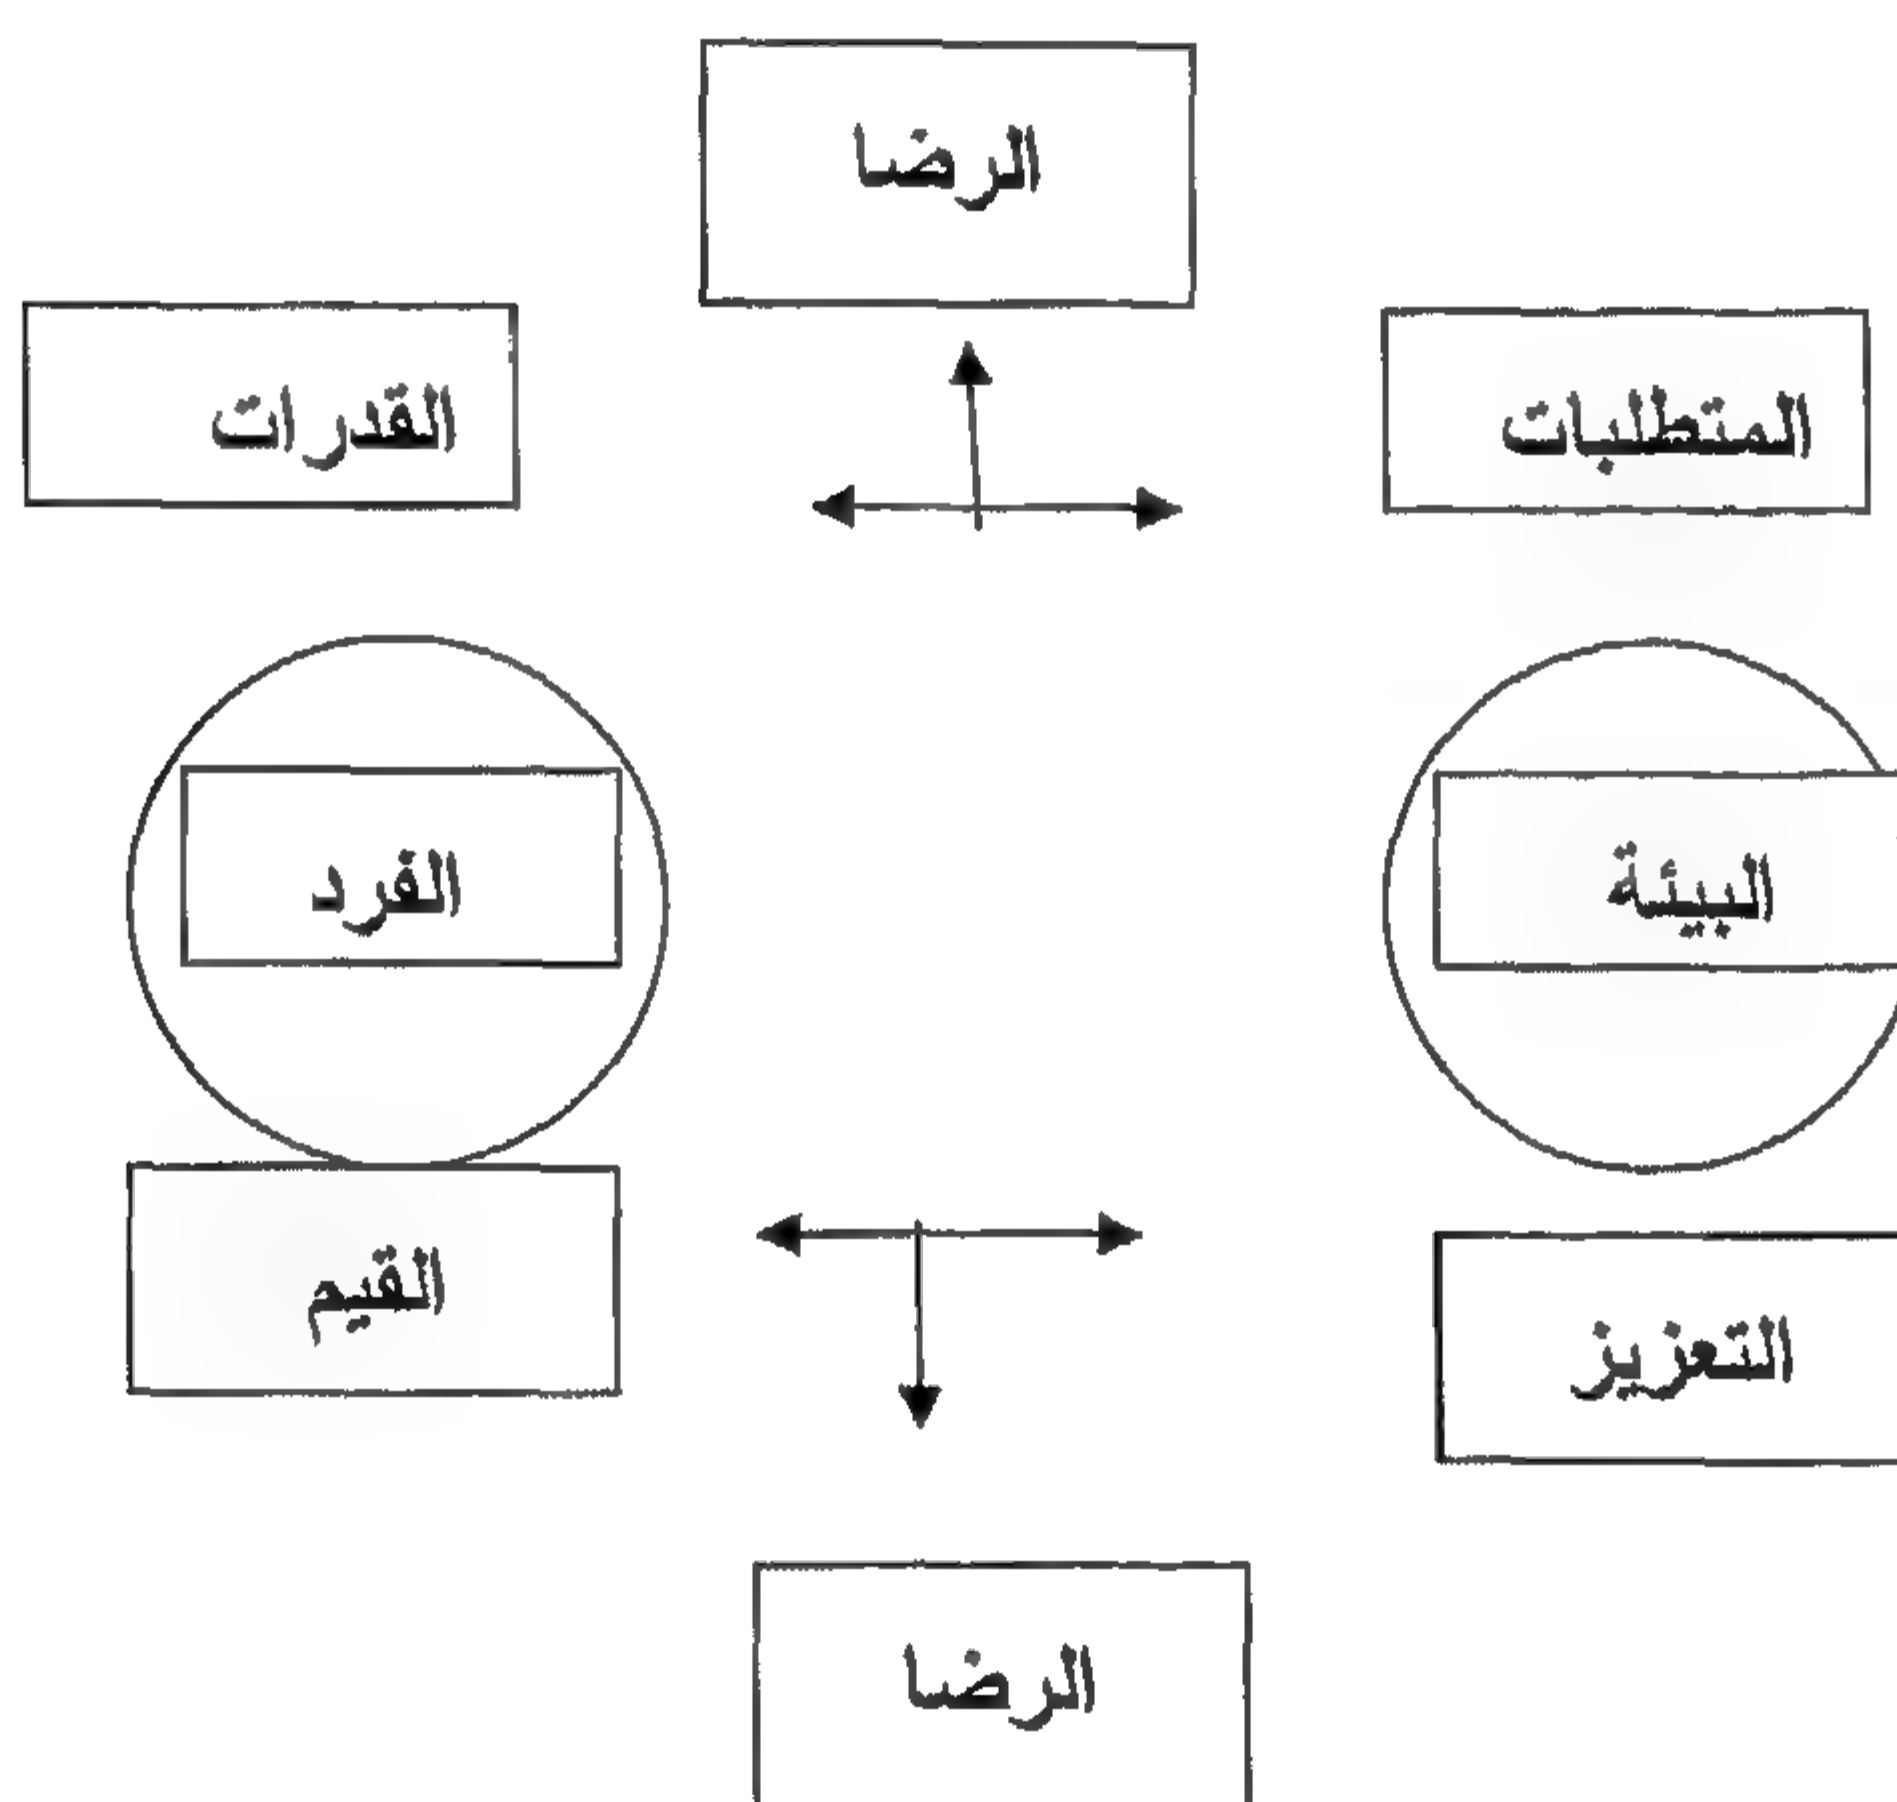 الرضا
المتطلبات
القدرات
البيئة
الفرد
القيم
التعزيز
الرضا